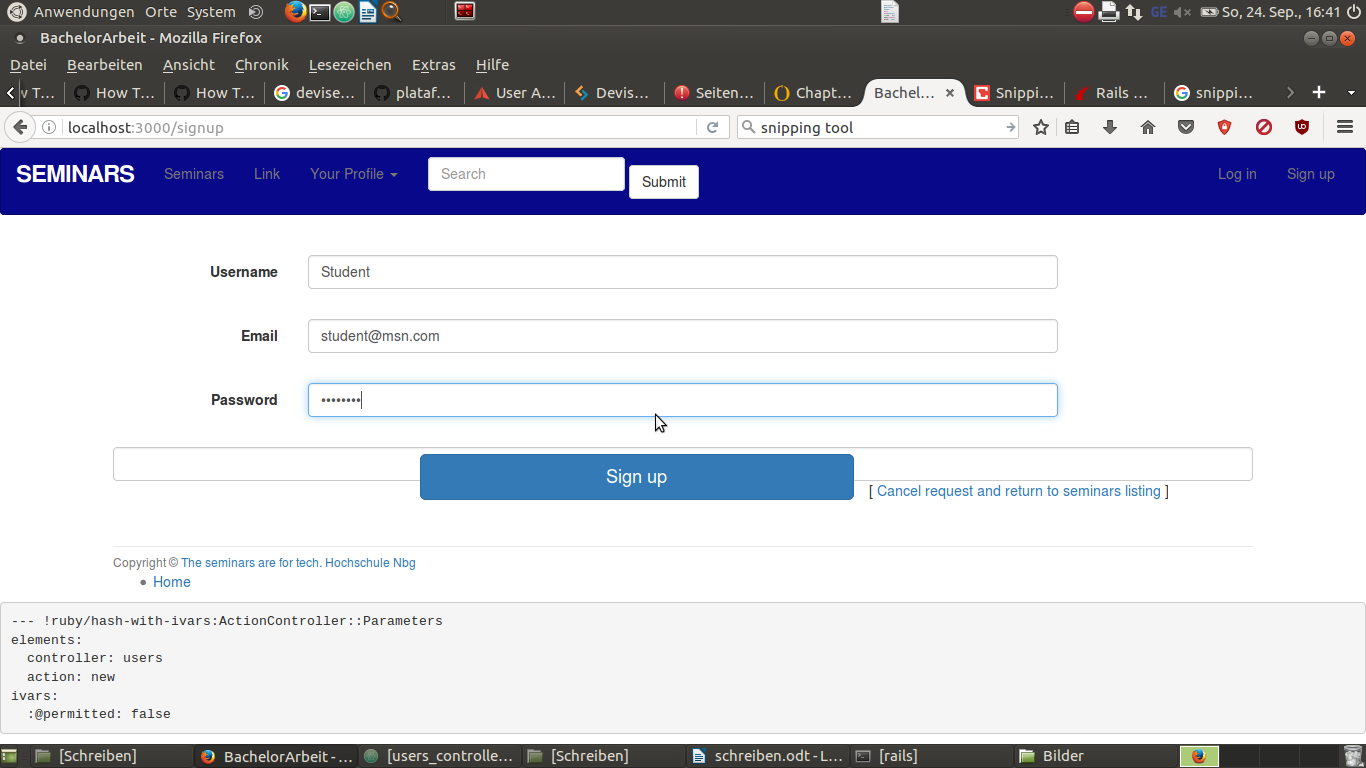 Anwendungen Orte System GE So, 24. Sep., 16:41
BachelorArbeit - Mozilla Firefox
Datei Bearbeiten Ansicht Chronik Lesezeichen Extras Hilfe
v T... How T... How T... devise... plataf... User A... Devis... Seiten... Chapt... Bachel... Snippi... Rails ... snippi...
localhost:3000/signup snipping tool
SEMINARS Seminars Link Your Profile Search Submit Log in Sign up
Username Student
Email student@msn.com
Password ••••••••
Sign up
[ Cancel request and return to seminars listing ]
Copyright © The seminars are for tech. Hochschule Nbg
• Home
--- !ruby/hash-with-ivars:ActionController::Parameters
elements:
controller: users
action: new
ivars:
:@permitted: false
[Schreiben] BachelorArbeit - ... [users_controlle... [Schreiben] schreiben.odt - L... [rails] Bilder